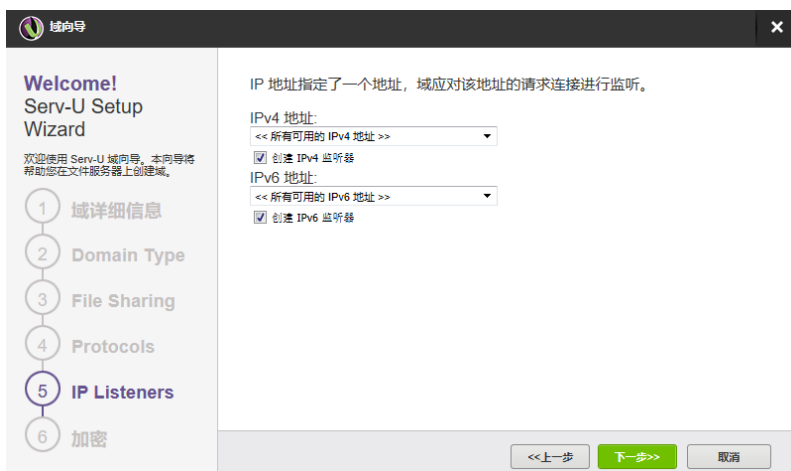 域向导
Welcome!
Serv-U Setup
Wizard
欢迎使用 Serv-U 域向导。本向导将
帮助您在文件服务器上创建域。
1 域详细信息
2 Domain Type
3 File Sharing
4 Protocols
5 IP Listeners
6 加密
IP 地址指定了一个地址，域应对该地址的请求连接进行监听。
IPv4 地址:
<< 所有可用的 IPv4 地址 >>
创建 IPv4 监听器
IPv6 地址:
<< 所有可用的 IPv6 地址 >>
创建 IPv6 监听器
<<上一步
下一步>>
取消